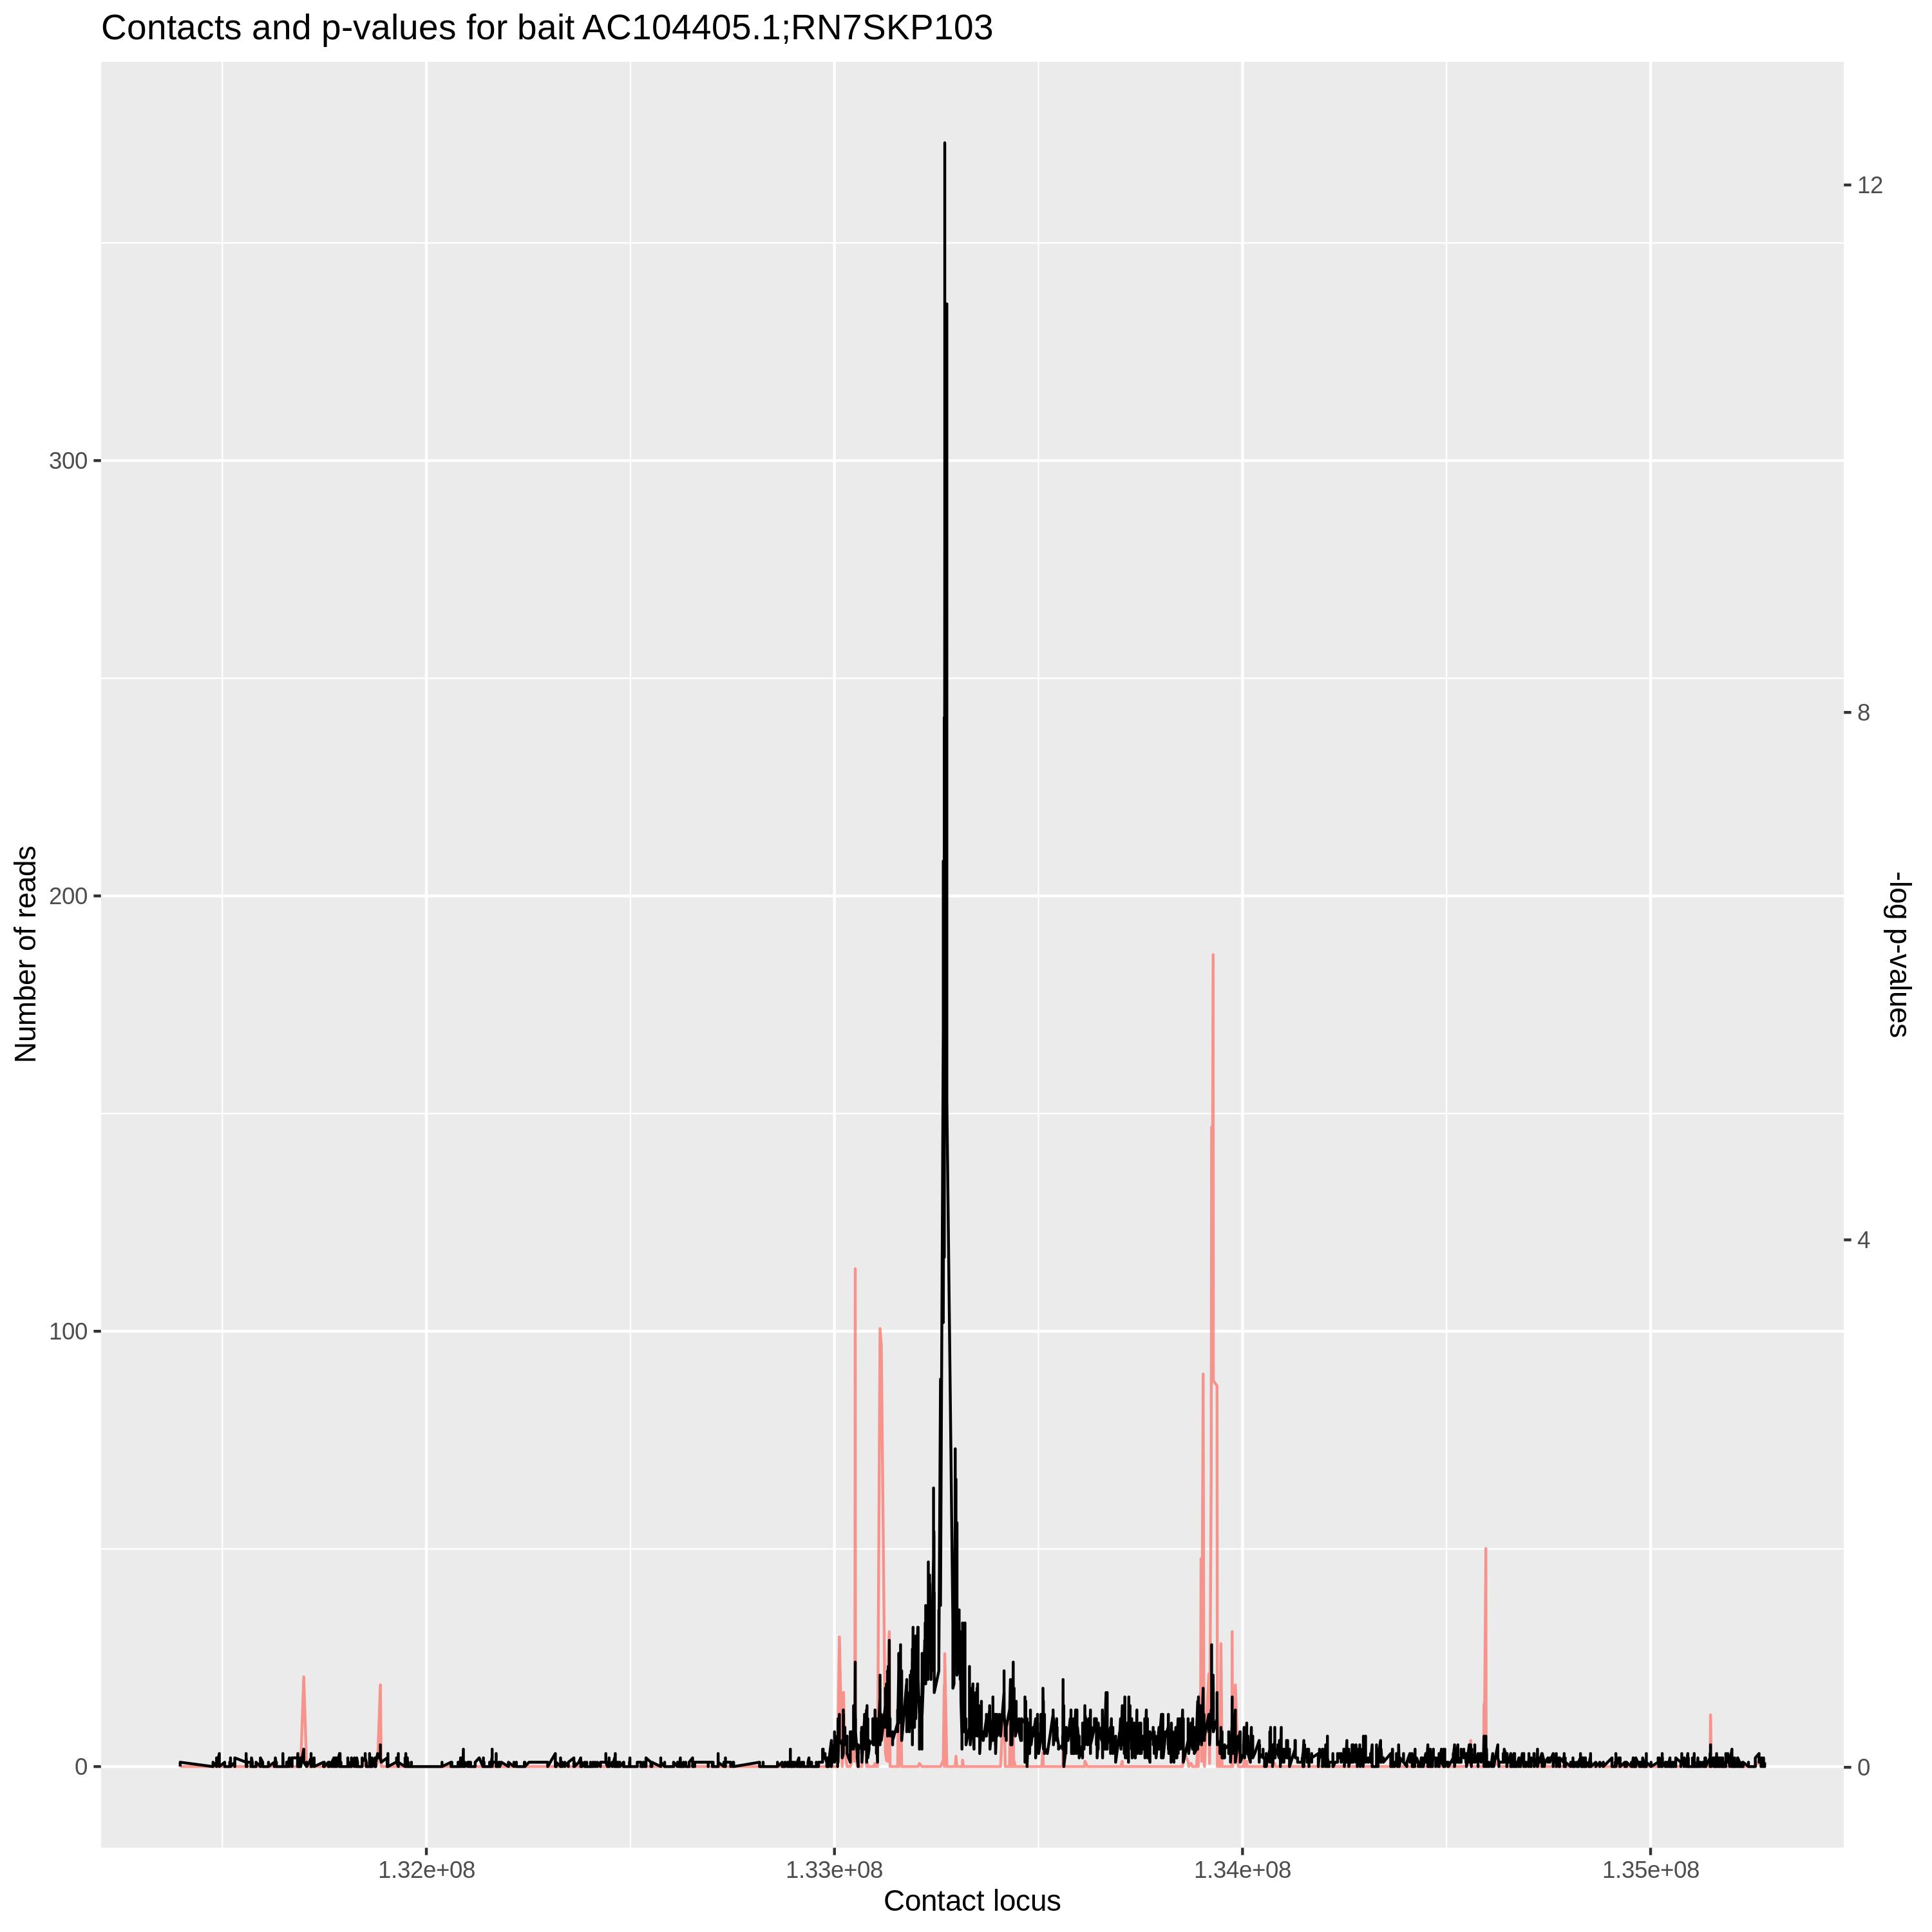 Contacts and p-values for bait AC104405.1;RN7SKP103
12
300
8
200
Number of reads
-log p-values
4
100
0
0
1.32e+08
1.33e+08
1.34e+08
1.35e+08
Contact locus